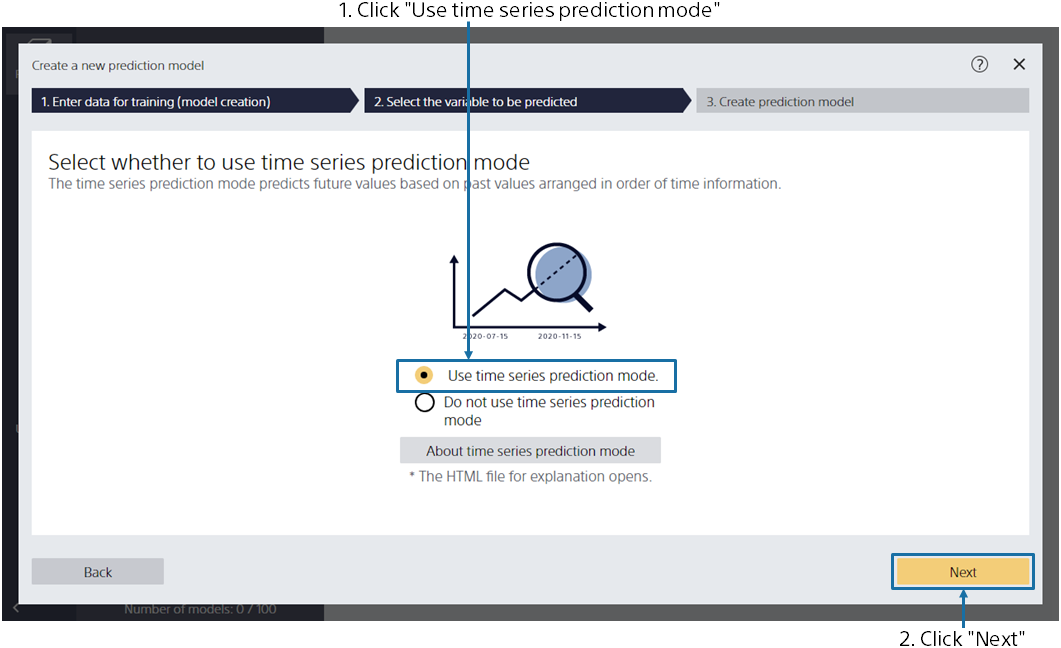 1. Click "Use time series prediction mode"
Create a new prediction model
?
1. Enter data for training (model creation)
2. Select the variable to be predicted
3. Create prediction model
Select whether to use time series prediction mode
The time series prediction mode predicts future values based on past values arranged in order of time information.
2020-07-15
2020-11-15
Use time series prediction mode.
Do not use time series prediction
mode
About time series prediction mode
* The HTML file for explanation opens.
Back
Next
Number of models: 0 / 100
2. Click "Next"